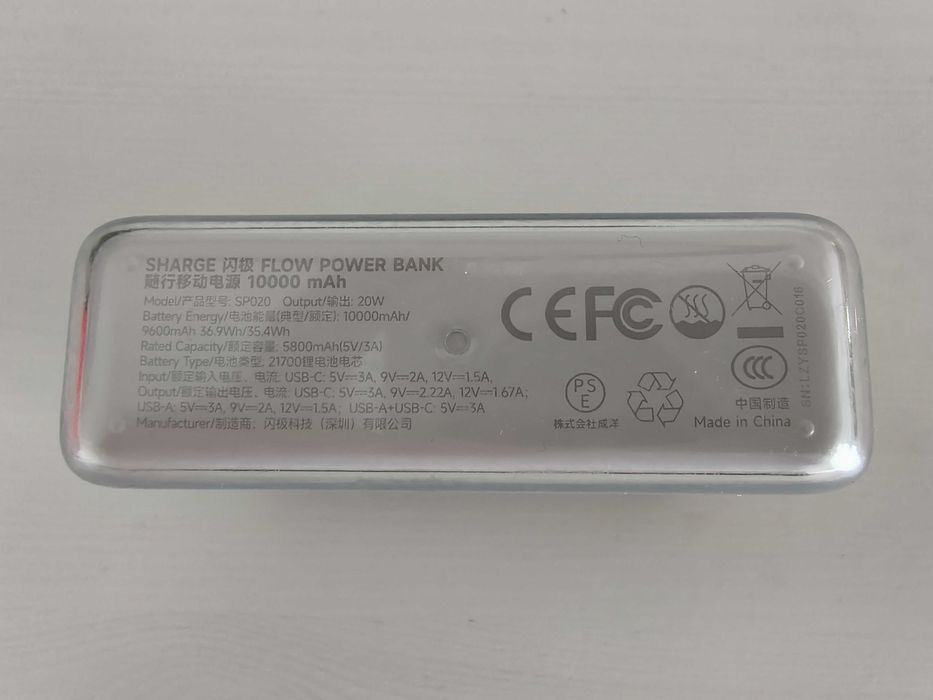 SHARGE 闪极 FLOW POWER BANK
随行移动电源 10000 mAh
Model/产品型号: SP020 Output/输出: 20W
Battery Energy/电池能量(典型/额定): 10000mAh/
9600mAh 36.9Wh/35.4Wh
Rated Capacity/额定容量: 5800mAh(5V/3A)
Battery Type/电池类型: 21700锂电池电芯
Input/额定输入电压、电流: USB-C: 5V⎓3A, 9V⎓2A, 12V⎓1.5A,
Output/额定输出电压、电流: USB-C: 5V⎓3A, 9V⎓2.22A, 12V⎓1.67A;
USB-A: 5V⎓3A, 9V⎓2A, 12V⎓1.5A; USB-A+USB-C: 5V⎓3A
Manufacturer/制造商: 闪极科技（深圳）有限公司
CE FC
PS
E
株式会社成洋
CCC
中国制造
Made in China
SN:LZYSP020C016